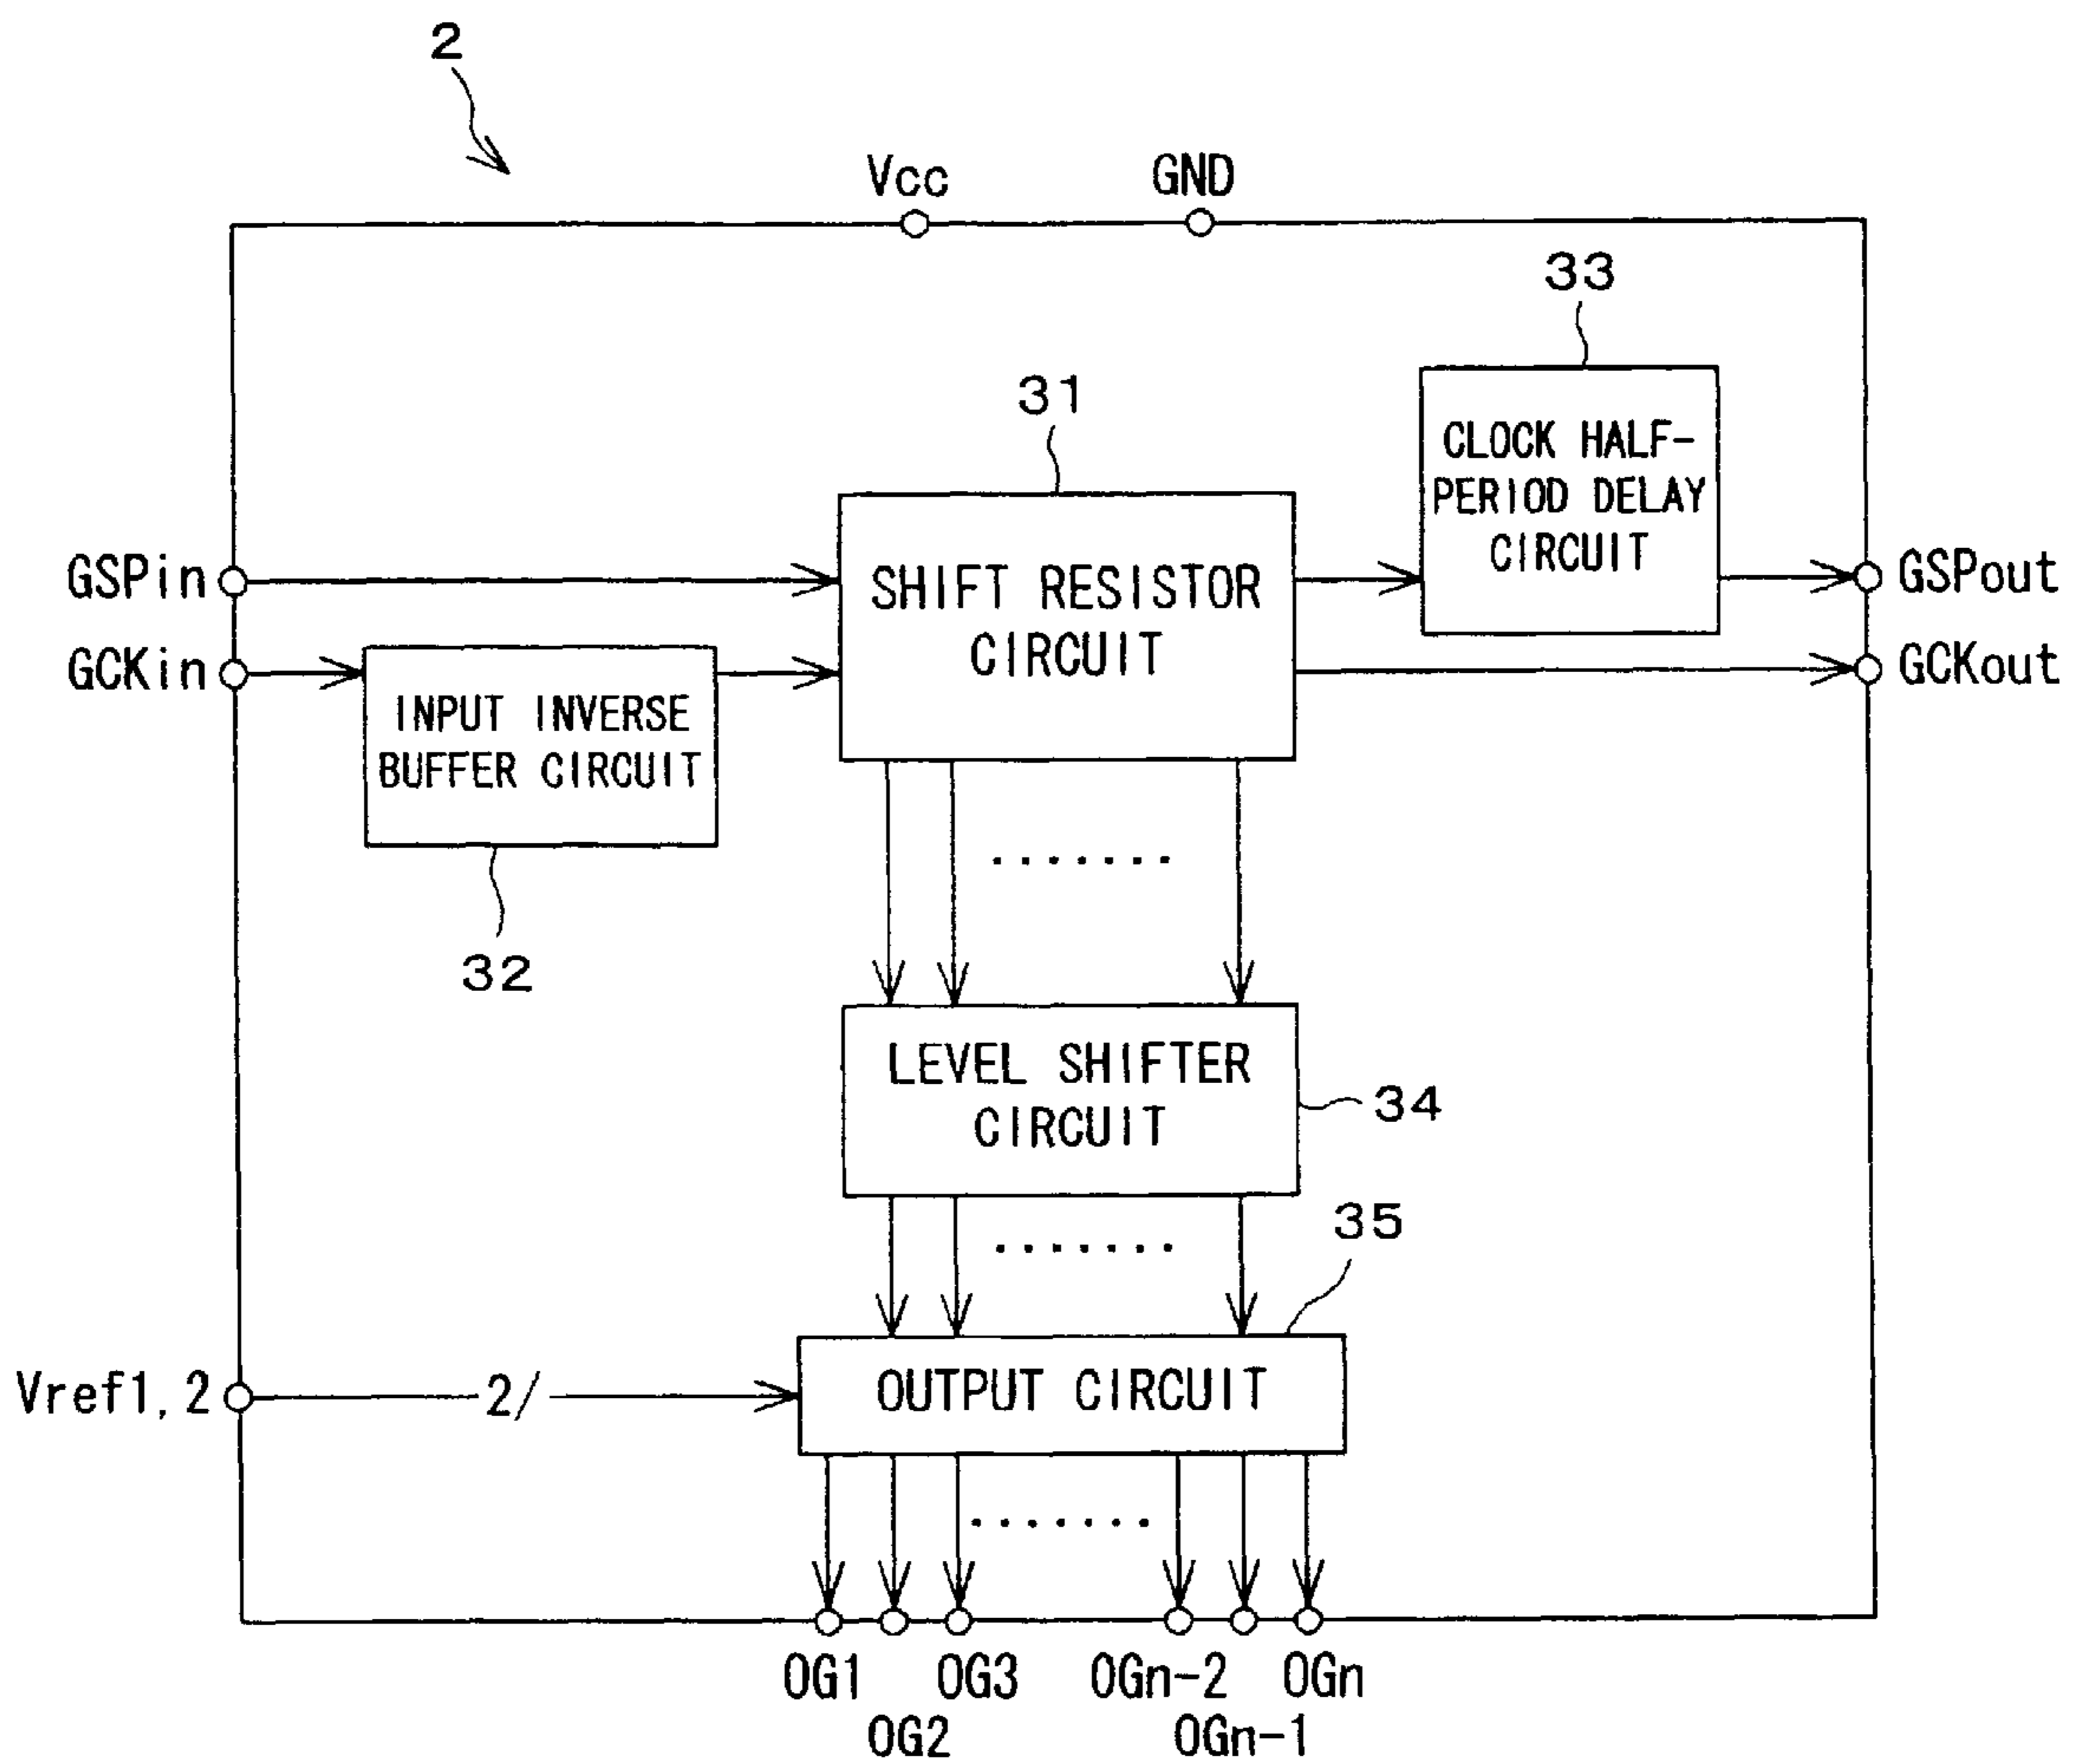 2
Vcc
GND
33
31
CLOCK HALF-
PERIOD DELAY
CIRCUIT
GSPin
SHIFT RESISTOR
CIRCUIT
GSPout
GCKin
GCKout
INPUT INVERSE
BUFFER CIRCUIT
.......
32
LEVEL SHIFTER
CIRCUIT
34
35
.......
Vref1,2
2/
OUTPUT CIRCUIT
.......
OG1
OG3
OGn-2
OGn
OG2
OGn-1